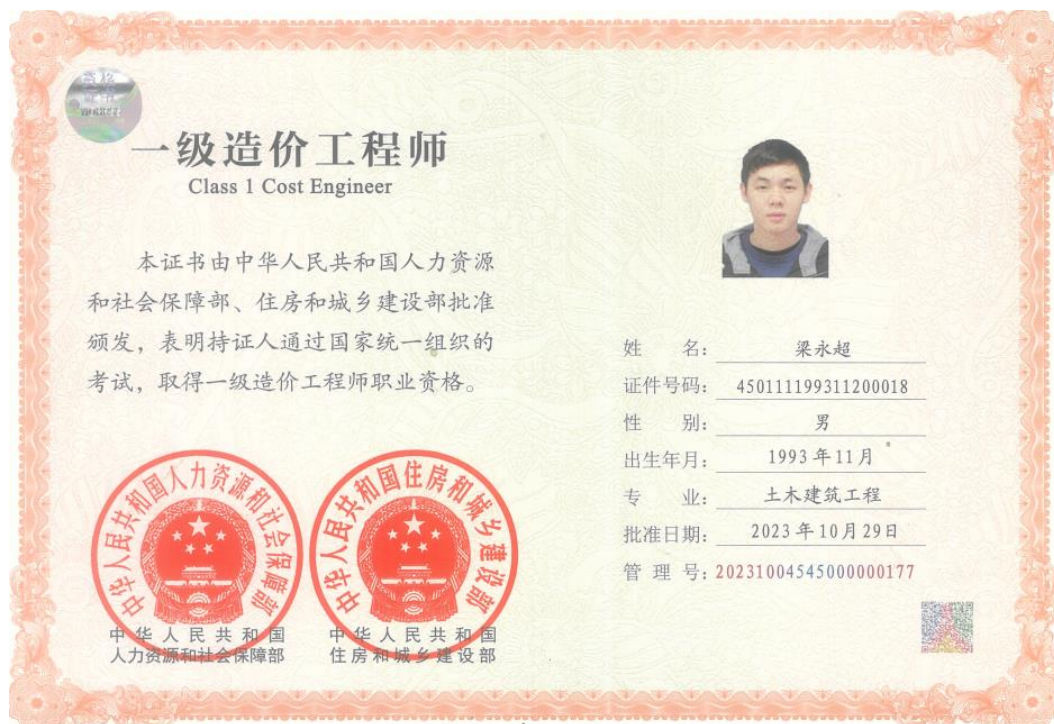 一级造价工程师
Class 1 Cost Engineer
本证书由中华人民共和国人力资源
和社会保障部、住房和城乡建设部批准
颁发，表明持证人通过国家统一组织的
考试，取得一级造价工程师职业资格。
中华人民共和国人力资源和社会保障部
中华人民共和国住房和城乡建设部
中华人民共和国
人力资源和社会保障部
中华人民共和国
住房和城乡建设部
姓名：梁永超
证件号码：450111199311200018
性别：男
出生年月：1993年11月
专业：土木建筑工程
批准日期：2023年10月29日
管理号：20231004545000000177